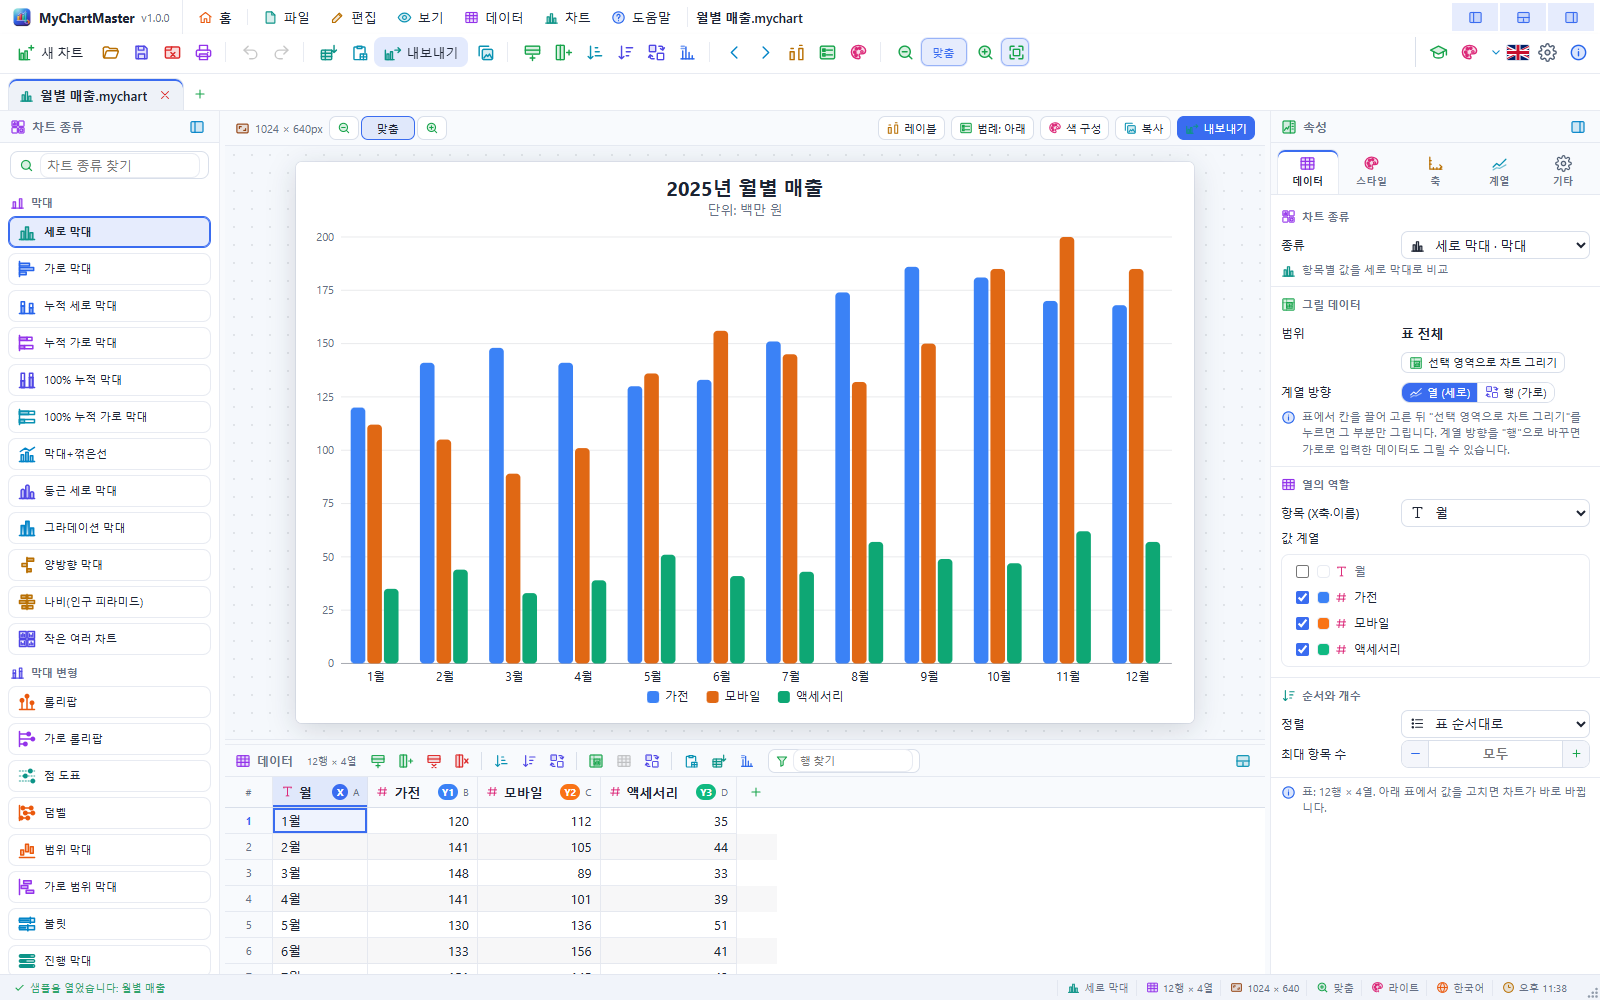 MyChartMaster v1.0.0 홈 파일 편집 보기 데이터 차트 도움말 월별 매출.mychart
새 차트 내보내기 맞춤
월별 매출.mychart
차트 종류
차트 종류 찾기
막대
세로 막대
가로 막대
누적 세로 막대
누적 가로 막대
100% 누적 막대
100% 누적 가로 막대
막대+꺾은선
둥근 세로 막대
그라데이션 막대
양방향 막대
나비(인구 피라미드)
작은 여러 차트
막대 변형
롤리팝
가로 롤리팝
점 도표
덤벨
범위 막대
가로 범위 막대
불릿
진행 막대
1024 × 640px 맞춤 레이블 범례: 아래 색 구성 복사 내보내기
2025년 월별 매출
단위: 백만 원
200
175
150
125
100
75
50
25
0
1월 2월 3월 4월 5월 6월 7월 8월 9월 10월 11월 12월
가전 모바일 액세서리
데이터 12행 × 4열 행 찾기
# 월 X A # 가전 Y1 B # 모바일 Y2 C # 액세서리 Y3 D
1 1월 120 112 35
2 2월 141 105 44
3 3월 148 89 33
4 4월 141 101 39
5 5월 130 136 51
6 6월 133 156 41
속성
데이터 스타일 축 계열 기타
차트 종류
종류 세로 막대 · 막대
항목별 값을 세로 막대로 비교
그릴 데이터
범위 표 전체
선택 영역으로 차트 그리기
계열 방향 열 (세로) 행 (가로)
표에서 칸을 끌어 고른 뒤 "선택 영역으로 차트 그리기"를
누르면 그 부분만 그립니다. 계열 방향을 "행"으로 바꾸면
가로로 입력한 데이터도 그릴 수 있습니다.
열의 역할
항목 (X축·이름) T 월
값 계열
T 월
# 가전
# 모바일
# 액세서리
순서와 개수
정렬 표 순서대로
최대 항목 수 모두
표: 12행 × 4열. 아래 표에서 값을 고치면 차트가 바로 바뀝
니다.
샘플을 열었습니다: 월별 매출 세로 막대 12행 × 4열 1024 × 640 맞춤 라이트 한국어 오후 11:38